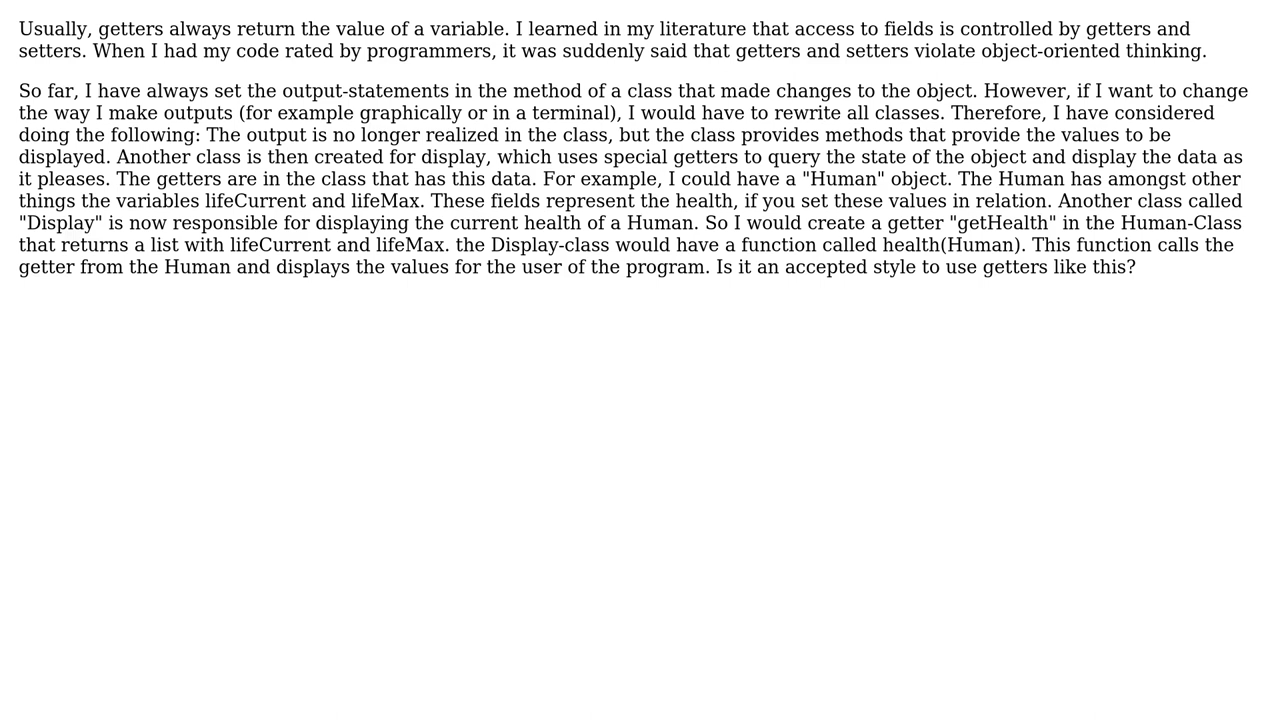 Usually, getters always return the value of a variable. I learned in my literature that access to fields is controlled by getters and
setters. When I had my code rated by programmers, it was suddenly said that getters and setters violate object-oriented thinking.
So far, I have always set the output-statements in the method of a class that made changes to the object. However, if I want to change
the way I make outputs (for example graphically or in a terminal), I would have to rewrite all classes. Therefore, I have considered
doing the following: The output is no longer realized in the class, but the class provides methods that provide the values to be
displayed. Another class is then created for display, which uses special getters to query the state of the object and display the data as
it pleases. The getters are in the class that has this data. For example, I could have a "Human" object. The Human has amongst other
things the variables lifeCurrent and lifeMax. These fields represent the health, if you set these values in relation. Another class called
"Display" is now responsible for displaying the current health of a Human. So I would create a getter "getHealth" in the Human-Class
that returns a list with lifeCurrent and lifeMax. the Display-class would have a function called health(Human). This function calls the
getter from the Human and displays the values for the user of the program. Is it an accepted style to use getters like this?